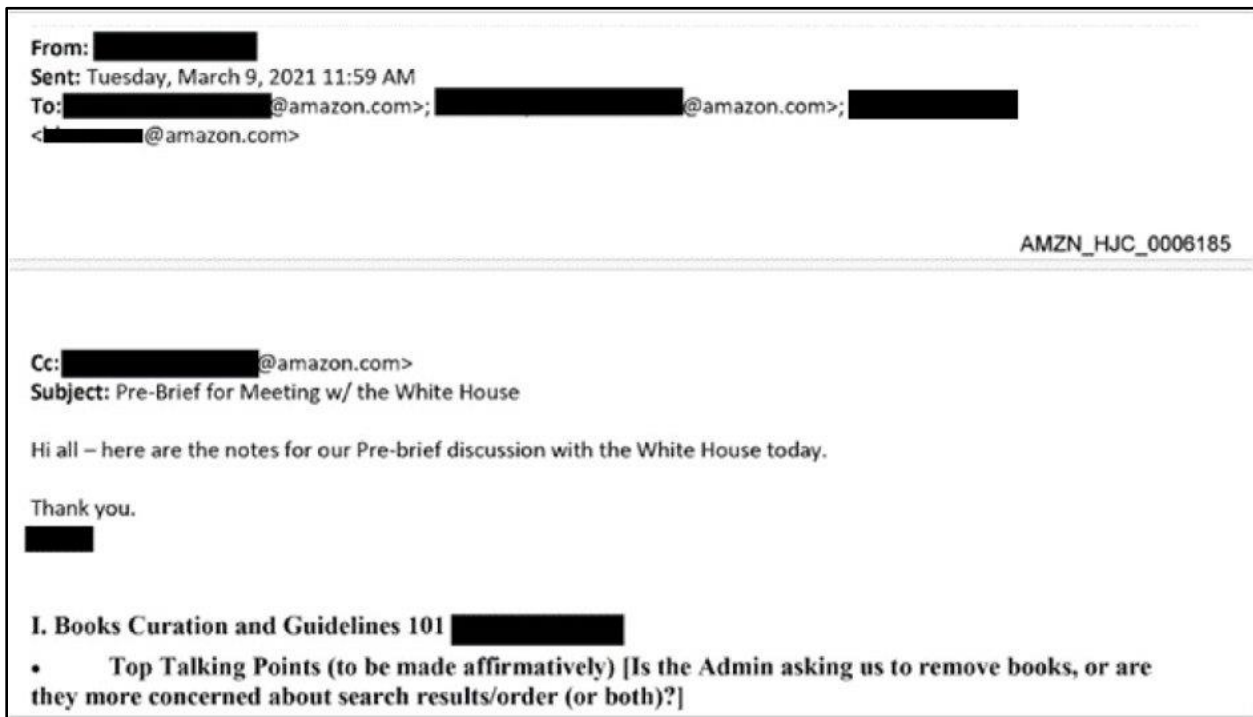 From:
Sent: Tuesday, March 9, 2021 11:59 AM
To: @amazon.com>; @amazon.com>;
< @amazon.com>
AMZN_HJC_0006185
Cc: @amazon.com>
Subject: Pre-Brief for Meeting w/ the White House
Hi all – here are the notes for our Pre-brief discussion with the White House today.
Thank you.
I. Books Curation and Guidelines 101
• Top Talking Points (to be made affirmatively) [Is the Admin asking us to remove books, or are
they more concerned about search results/order (or both)?]